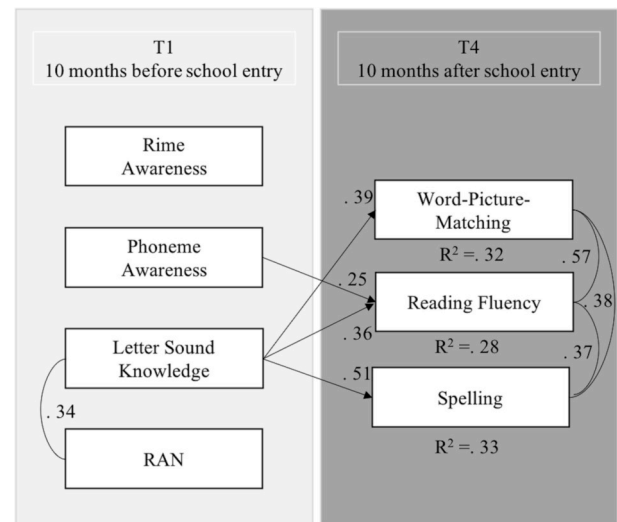 T1
10 months before school entry
T4
10 months after school entry
Rime
Awareness
Phoneme
Awareness
Letter Sound
Knowledge
RAN
. 34
. 39
. 25
. 36
. 51
Word-Picture-
Matching
R² =. 32
Reading Fluency
R² =. 28
Spelling
R² =. 33
.57
.38
.37